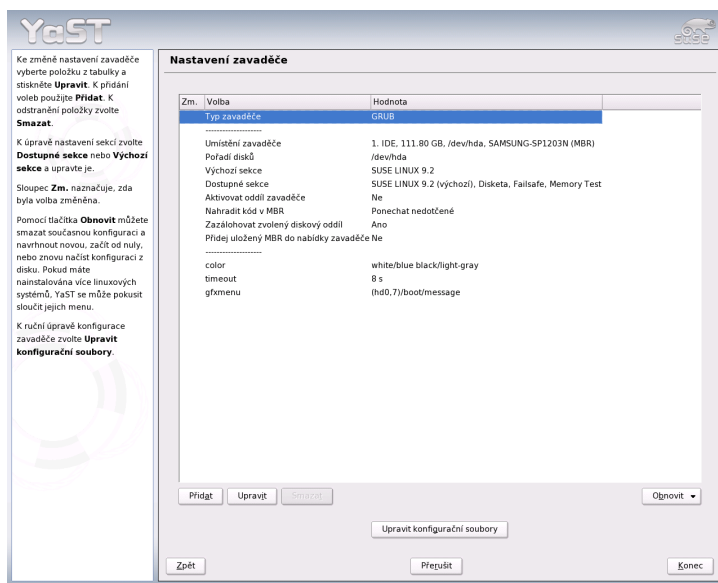 YaST
SUSE
Ke změně nastavení zavaděče
vyberte položku z tabulky a
stiskněte Upravit. K přidání
voleb použijte Přidat. K
odstranění položky zvolte
Smazat.
K úpravě nastavení sekcí zvolte
Dostupné sekce nebo Výchozí
sekce a upravte je.
Sloupec Zm. naznačuje, zda
byla volba změněna.
Pomocí tlačítka Obnovit můžete
smazat současnou konfiguraci a
navrhnout novou, začít od nuly,
nebo znovu načíst konfiguraci z
disku. Pokud máte
nainstalována více linuxových
systémů, YaST se může pokusit
sloučit jejich menu.
K ruční úpravě konfigurace
zavaděče zvolte Upravit
konfigurační soubory.
Nastavení zavaděče
Zm. Volba Hodnota
Typ zavaděče GRUB
-------------------
Umístění zavaděče 1. IDE, 111.80 GB, /dev/hda, SAMSUNG-SP1203N (MBR)
Pořadí disků /dev/hda
Výchozí sekce SUSE LINUX 9.2
Dostupné sekce SUSE LINUX 9.2 (výchozí), Disketa, Failsafe, Memory Test
Aktivovat oddíl zavaděče Ne
Nahradit kód v MBR Ponechat nedotčené
Zazálohovat zvolený diskový oddíl Ano
Přidej uložený MBR do nabídky zavaděče Ne
-------------------
color white/blue black/light-gray
timeout 8 s
gfxmenu (hd0,7)/boot/message
Přidat Upravit Smazat Obnovit
Upravit konfigurační soubory
Zpět Přerušit Konec